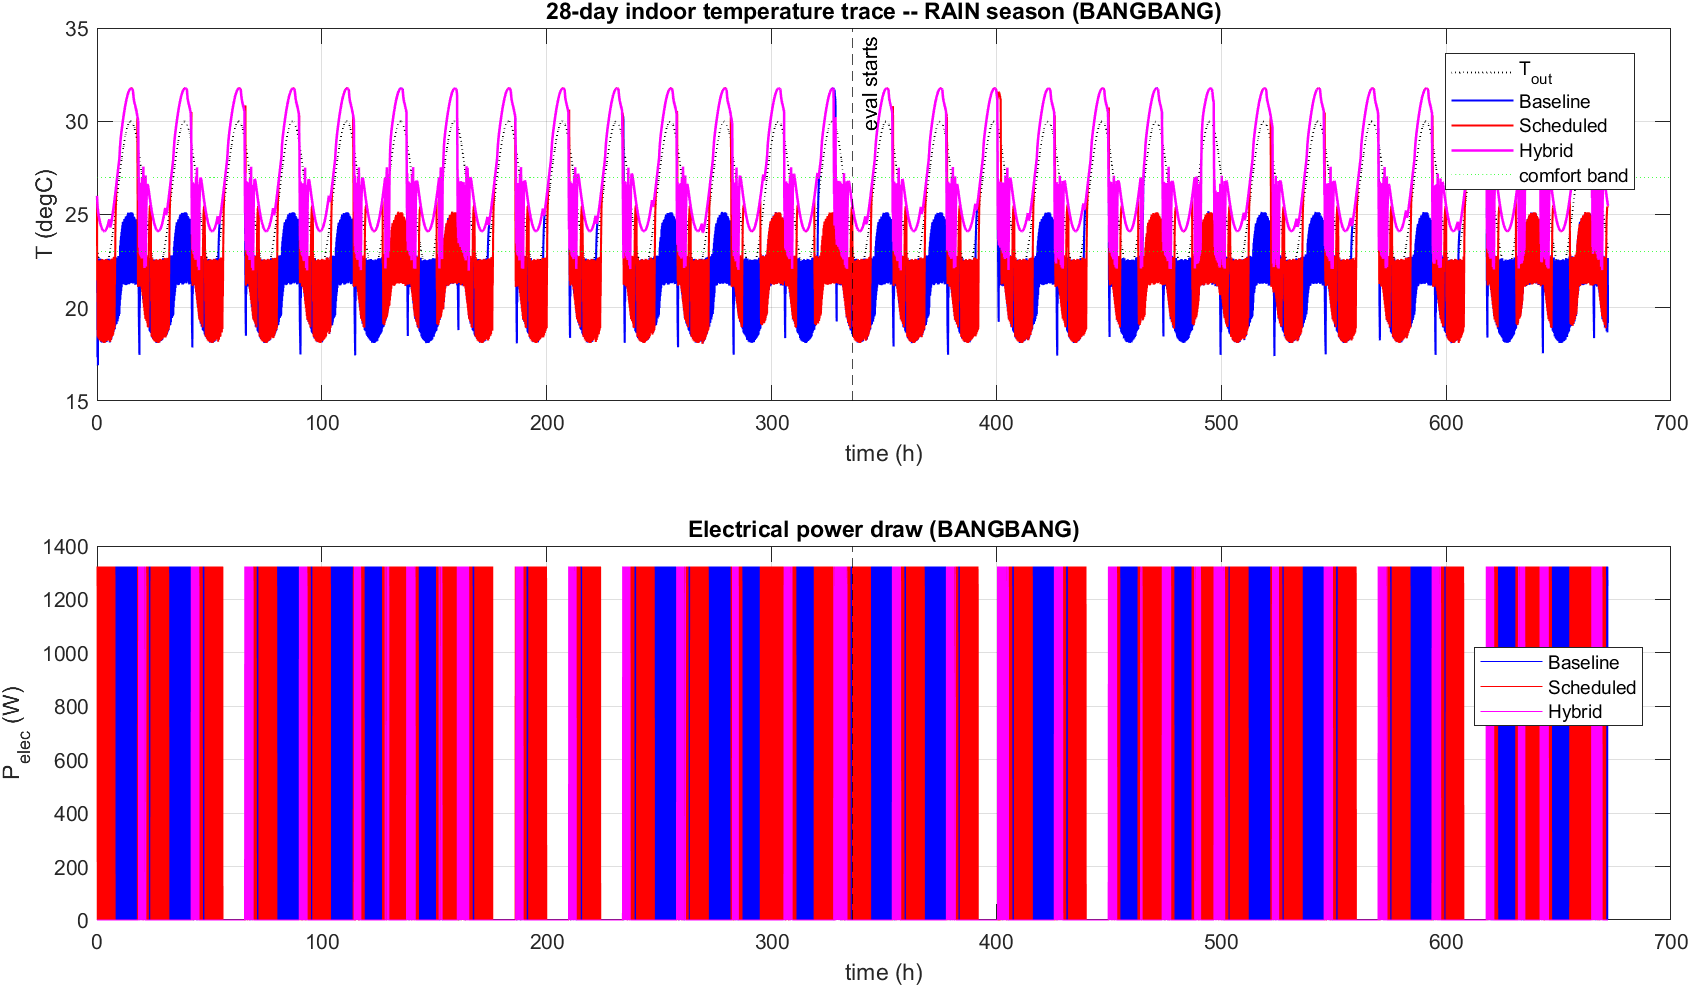 28-day indoor temperature trace -- RAIN season (BANGBANG)
35
30
25
20
15
T (degC)
eval starts
T_out
Baseline
Scheduled
Hybrid
comfort band
0 100 200 300 400 500 600 700
time (h)
Electrical power draw (BANGBANG)
1400
1200
1000
800
600
400
200
0
P_elec (W)
Baseline
Scheduled
Hybrid
0 100 200 300 400 500 600 700
time (h)